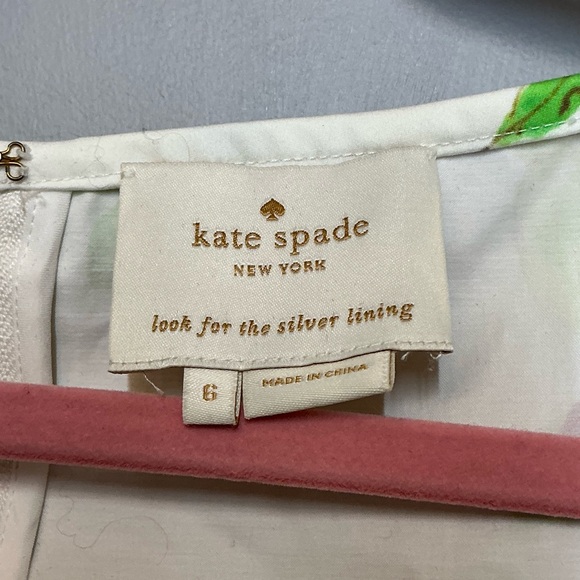 kate spade
NEW YORK
look for the silver lining
6
MADE IN CHINA